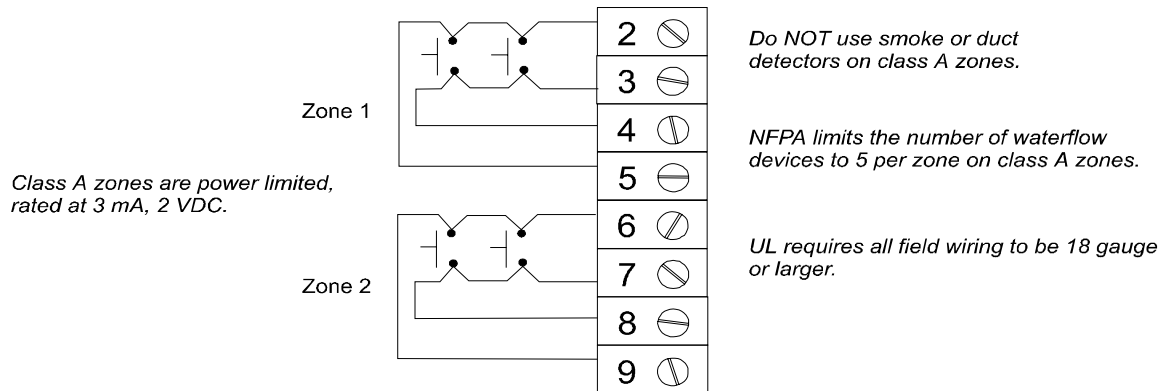 Zone 1
Class A zones are power limited,
rated at 3 mA, 2 VDC.
Zone 2
2
3
4
5
6
7
8
9
Do NOT use smoke or duct
detectors on class A zones.
NFPA limits the number of waterflow
devices to 5 per zone on class A zones.
UL requires all field wiring to be 18 gauge
or larger.